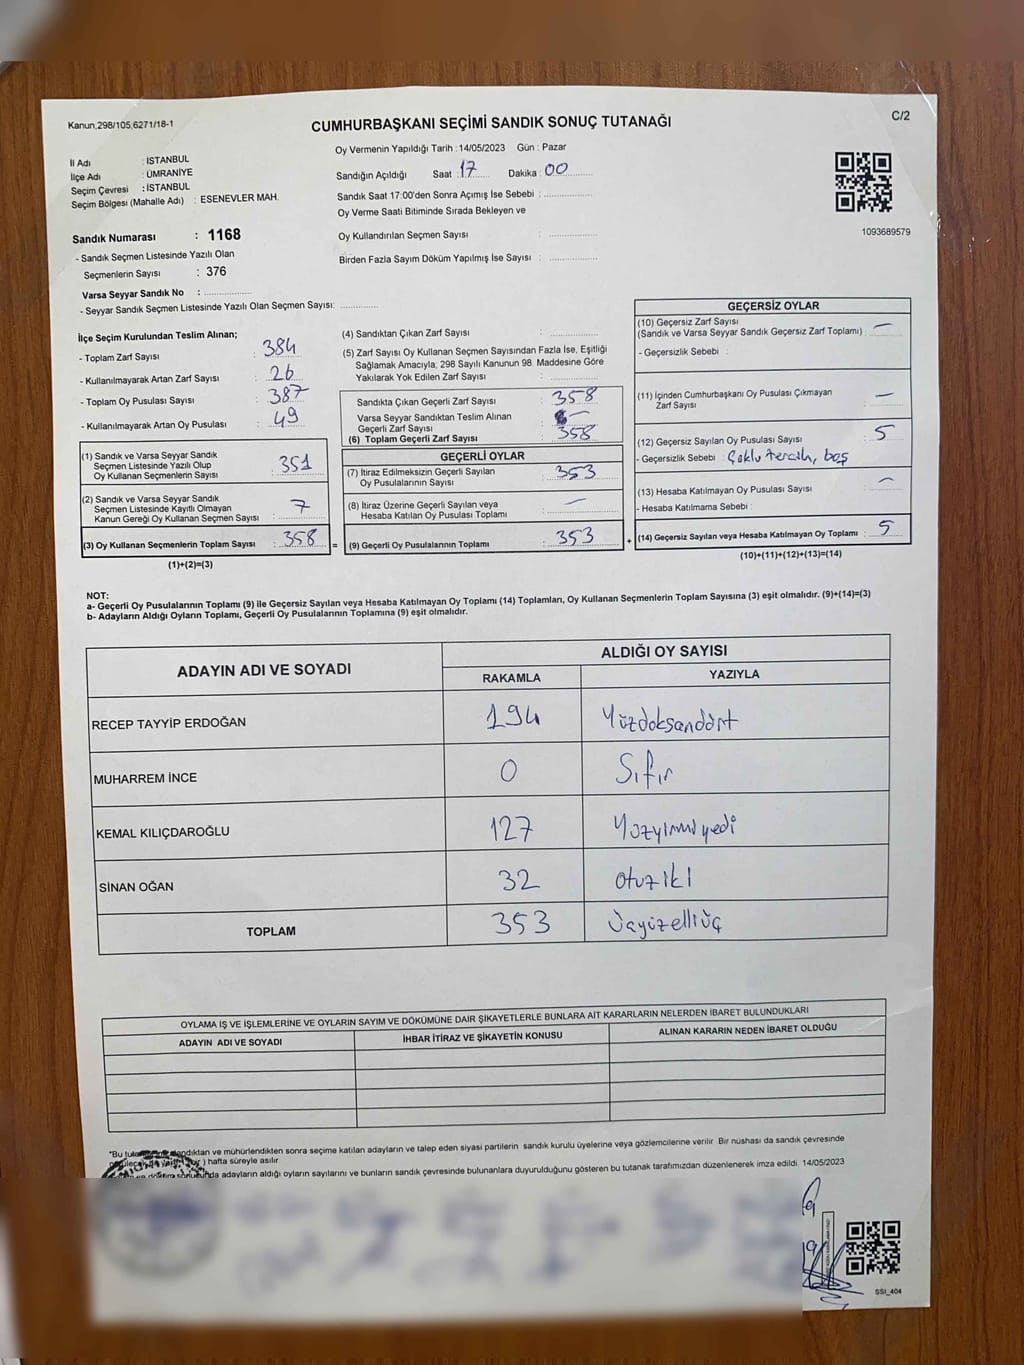 Kanun,298/105,6271/18-1
C/2
CUMHURBAŞKANI SEÇİMİ SANDIK SONUÇ TUTANAĞI
Oy Vermenin Yapıldığı Tarih : 14/05/2023 Gün : Pazar
İl Adı : İSTANBUL
İlçe Adı : ÜMRANİYE
Seçim Çevresi : İSTANBUL
Seçim Bölgesi (Mahalle Adı) : ESENEVLER MAH.
Sandığın Açıldığı Saat : 17 Dakika : 00
Sandık Saat 17:00'den Sonra Açımış İse Sebebi :
Oy Verme Saati Bitiminde Sırada Bekleyen ve
Oy Kullandırılan Seçmen Sayısı :
Birden Fazla Sayım Döküm Yapılmış İse Sayısı :
1093689579
Sandık Numarası : 1168
- Sandık Seçmen Listesinde Yazılı Olan
Seçmenlerin Sayısı : 376
Varsa Seyyar Sandık No :
- Seyyar Sandık Seçmen Listesinde Yazılı Olan Seçmen Sayısı:
İlçe Seçim Kurulundan Teslim Alınan;
- Toplam Zarf Sayısı : 384
- Kullanılmayarak Artan Zarf Sayısı : 26
- Toplam Oy Pusulası Sayısı : 387
- Kullanılmayarak Artan Oy Pusulası : 49
(1) Sandık ve Varsa Seyyar Sandık
Seçmen Listesinde Yazılı Olup
Oy Kullanan Seçmenlerin Sayısı : 351
(2) Sandık ve Varsa Seyyar Sandık
Seçmen Listesinde Kayıtlı Olmayan
Kanun Gereği Oy Kullanan Seçmen Sayısı : 7
(3) Oy Kullanan Seçmenlerin Toplam Sayısı : 358 =
(1)+(2)=(3)
(4) Sandıktan Çıkan Zarf Sayısı :
(5) Zarf Sayısı Oy Kullanan Seçmen Sayısından Fazla İse, Eşitliği
Sağlamak Amacıyla; 298 Sayılı Kanunun 98. Maddesine Göre
Yakılarak Yok Edilen Zarf Sayısı :
Sandıkta Çıkan Geçerli Zarf Sayısı : 358
Varsa Seyyar Sandıktan Teslim Alınan
Geçerli Zarf Sayısı : —
(6) Toplam Geçerli Zarf Sayısı : 358
GEÇERLİ OYLAR
(7) İtiraz Edilmeksizin Geçerli Sayılan
Oy Pusulalarının Sayısı : 353
(8) İtiraz Üzerine Geçerli Sayılan veya
Hesaba Katılan Oy Pusulası Toplamı : —
(9) Geçerli Oy Pusulalarının Toplamı : 353 +
GEÇERSİZ OYLAR
(10) Geçersiz Zarf Sayısı
(Sandık ve Varsa Seyyar Sandık Geçersiz Zarf Toplamı) : —
- Geçersizlik Sebebi :
(11) İçinden Cumhurbaşkanı Oy Pusulası Çıkmayan
Zarf Sayısı : —
(12) Geçersiz Sayılan Oy Pusulası Sayısı : 5
- Geçersizlik Sebebi : Çoklu tercih, boş
(13) Hesaba Katılmayan Oy Pusulası Sayısı : —
- Hesaba Katılmama Sebebi :
(14) Geçersiz Sayılan veya Hesaba Katılmayan Oy Toplamı : 5
(10)+(11)+(12)+(13)=(14)
NOT:
a- Geçerli Oy Pusulalarının Toplamı (9) ile Geçersiz Sayılan veya Hesaba Katılmayan Oy Toplamı (14) Toplamları, Oy Kullanan Seçmenlerin Toplam Sayısına (3) eşit olmalıdır. (9)+(14)=(3)
b- Adayların Aldığı Oyların Toplamı, Geçerli Oy Pusulalarının Toplamına (9) eşit olmalıdır.
ADAYIN ADI VE SOYADI ALDIĞI OY SAYISI
RAKAMLA YAZIYLA
RECEP TAYYİP ERDOĞAN 194 Yüzdoksandört
MUHARREM İNCE 0 Sıfır
KEMAL KILIÇDAROĞLU 127 Yüzyirmiyedi
SİNAN OĞAN 32 otuziki
TOPLAM 353 Üçyüzelliüç
OYLAMA İŞ VE İŞLEMLERİNE VE OYLARIN SAYIM VE DÖKÜMÜNE DAİR ŞİKAYETLERLE BUNLARA AİT KARARLARIN NELERDEN İBARET BULUNDUKLARI
ADAYIN ADI VE SOYADI İHBAR İTİRAZ VE ŞİKAYETİN KONUSU ALINAN KARARIN NEDEN İBARET OLDUĞU
"Bu ndıktan ve mühürlendikten sonra seçime katılan adayların ve talep eden siyasi partilerin sandık kurulu üyelerine veya gözlemcilerine verilir. Bir nüshası da sandık çevresinde
) hafta süreyle asılır.
nda adayların aldığı oyların sayılarını ve bunların sandık çevresinde bulunanlara duyurulduğunu gösteren bu tutanak tarafımızdan düzenlenerek imza edildi. 14/05/2023
SSI_404